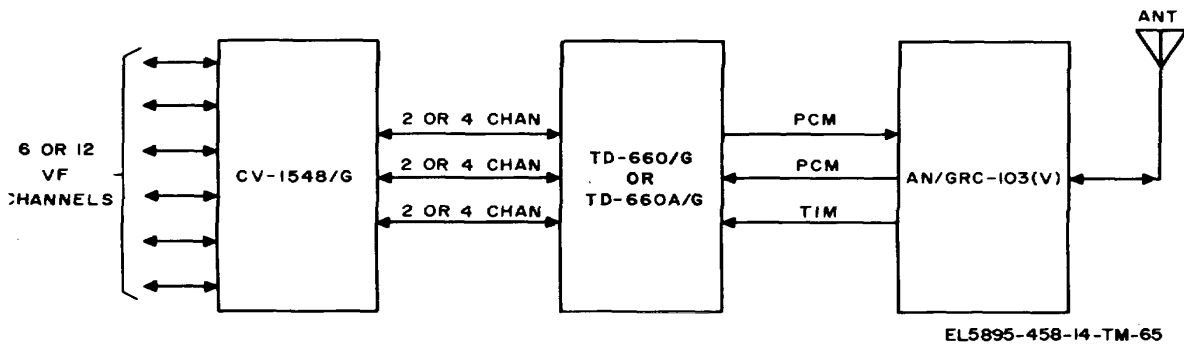 ANT
6 OR 12
VF
CHANNELS
CV-1548/G
2 OR 4 CHAN
2 OR 4 CHAN
2 OR 4 CHAN
TD-660/G
OR
TD-660A/G
PCM
PCM
TIM
AN/GRC-103(V)
EL5895-458-14-TM-65